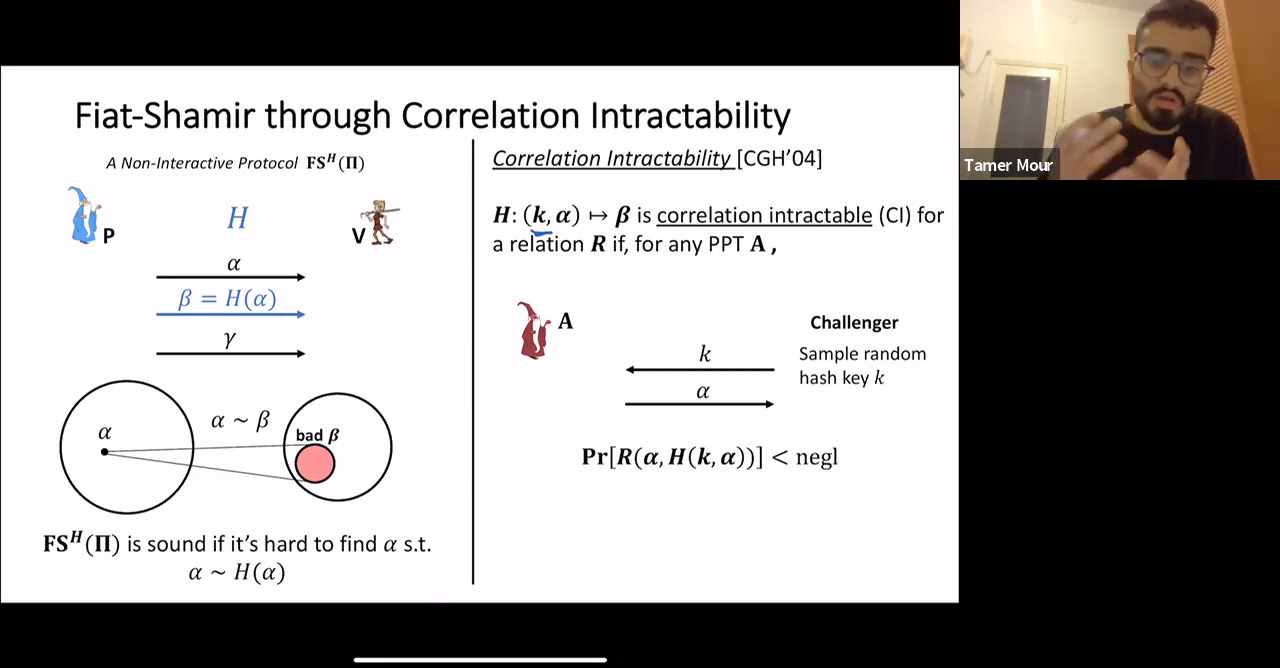 Fiat-Shamir through Correlation Intractability
A Non-Interactive Protocol FS^H(Π)
P
H
V
α
β = H(α)
γ
α
α ~ β
bad β
FS^H(Π) is sound if it's hard to find α s.t.
α ~ H(α)
Correlation Intractability [CGH'04]
H: (k, α) ↦ β is correlation intractable (CI) for
a relation R if, for any PPT A ,
A
Challenger
k
Sample random
hash key k
α
Pr[R(α, H(k, α))] < negl
Tamer Mour